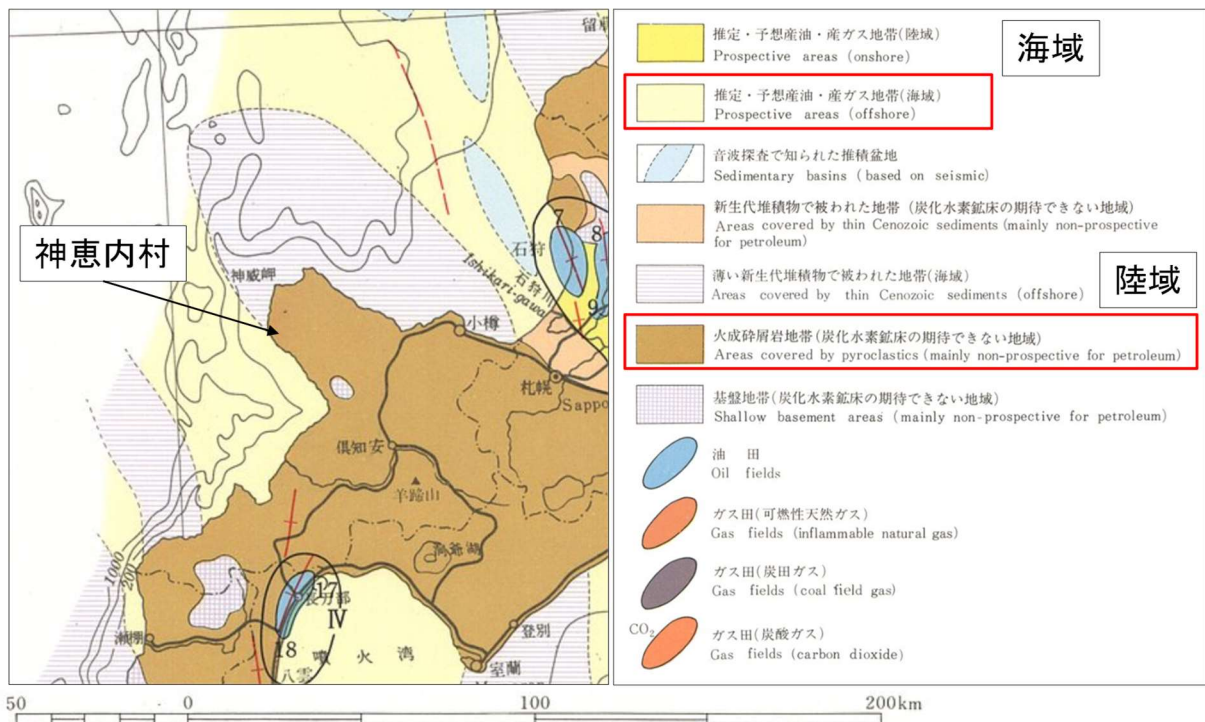 留
神恵内村
神威岬
7
8
9
石狩
石狩川
Ishikari-gawa
小樽
札幌
Sappo
倶知安
羊蹄山
洞爺湖
1000
200
17
長万部
IV
18
瀬棚
八雲
噴火湾
登別
室蘭
海域
推定・予想産油・産ガス地帯(陸域)
Prospective areas (onshore)
推定・予想産油・産ガス地帯(海域)
Prospective areas (offshore)
音波探査で知られた堆積盆地
Sedimentary basins (based on seismic)
新生代堆積物で被われた地帯 (炭化水素鉱床の期待できない地域)
Areas covered by thin Cenozoic sediments (mainly non-prospective
for petroleum)
陸域
薄い新生代堆積物で被われた地帯(海域)
Areas covered by thin Cenozoic sediments (offshore)
火成砕屑岩地帯(炭化水素鉱床の期待できない地域)
Areas covered by pyroclastics (mainly non-prospective for petroleum)
基盤地帯(炭化水素鉱床の期待できない地域)
Shallow basement areas (mainly non-prospective for petroleum)
油 田
Oil fields
ガス田(可燃性天然ガス)
Gas fields (inflammable natural gas)
ガス田(炭田ガス)
Gas fields (coal field gas)
CO₂
ガス田(炭酸ガス)
Gas fields (carbon dioxide)
50 0 100 200km